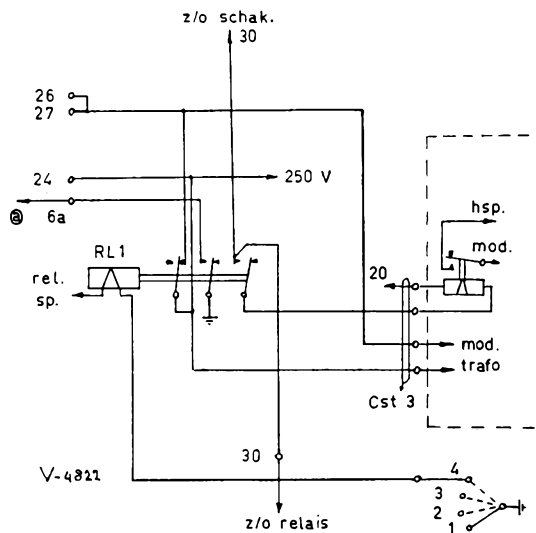 z/o schak.
30
26
27
24
250 V
@ 6a
hsp.
mod.
RL1
rel.
sp.
20
mod.
trafo
Cst 3
30
V-4822
4
3
2
1
z/o relais